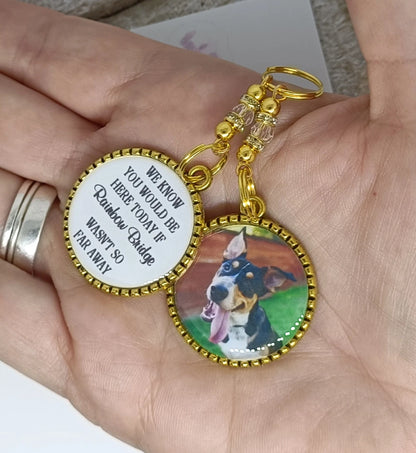 WE KNOW
YOU WOULD BE
HERE TODAY IF
Rainbow Bridge
WASN'T SO
FAR AWAY